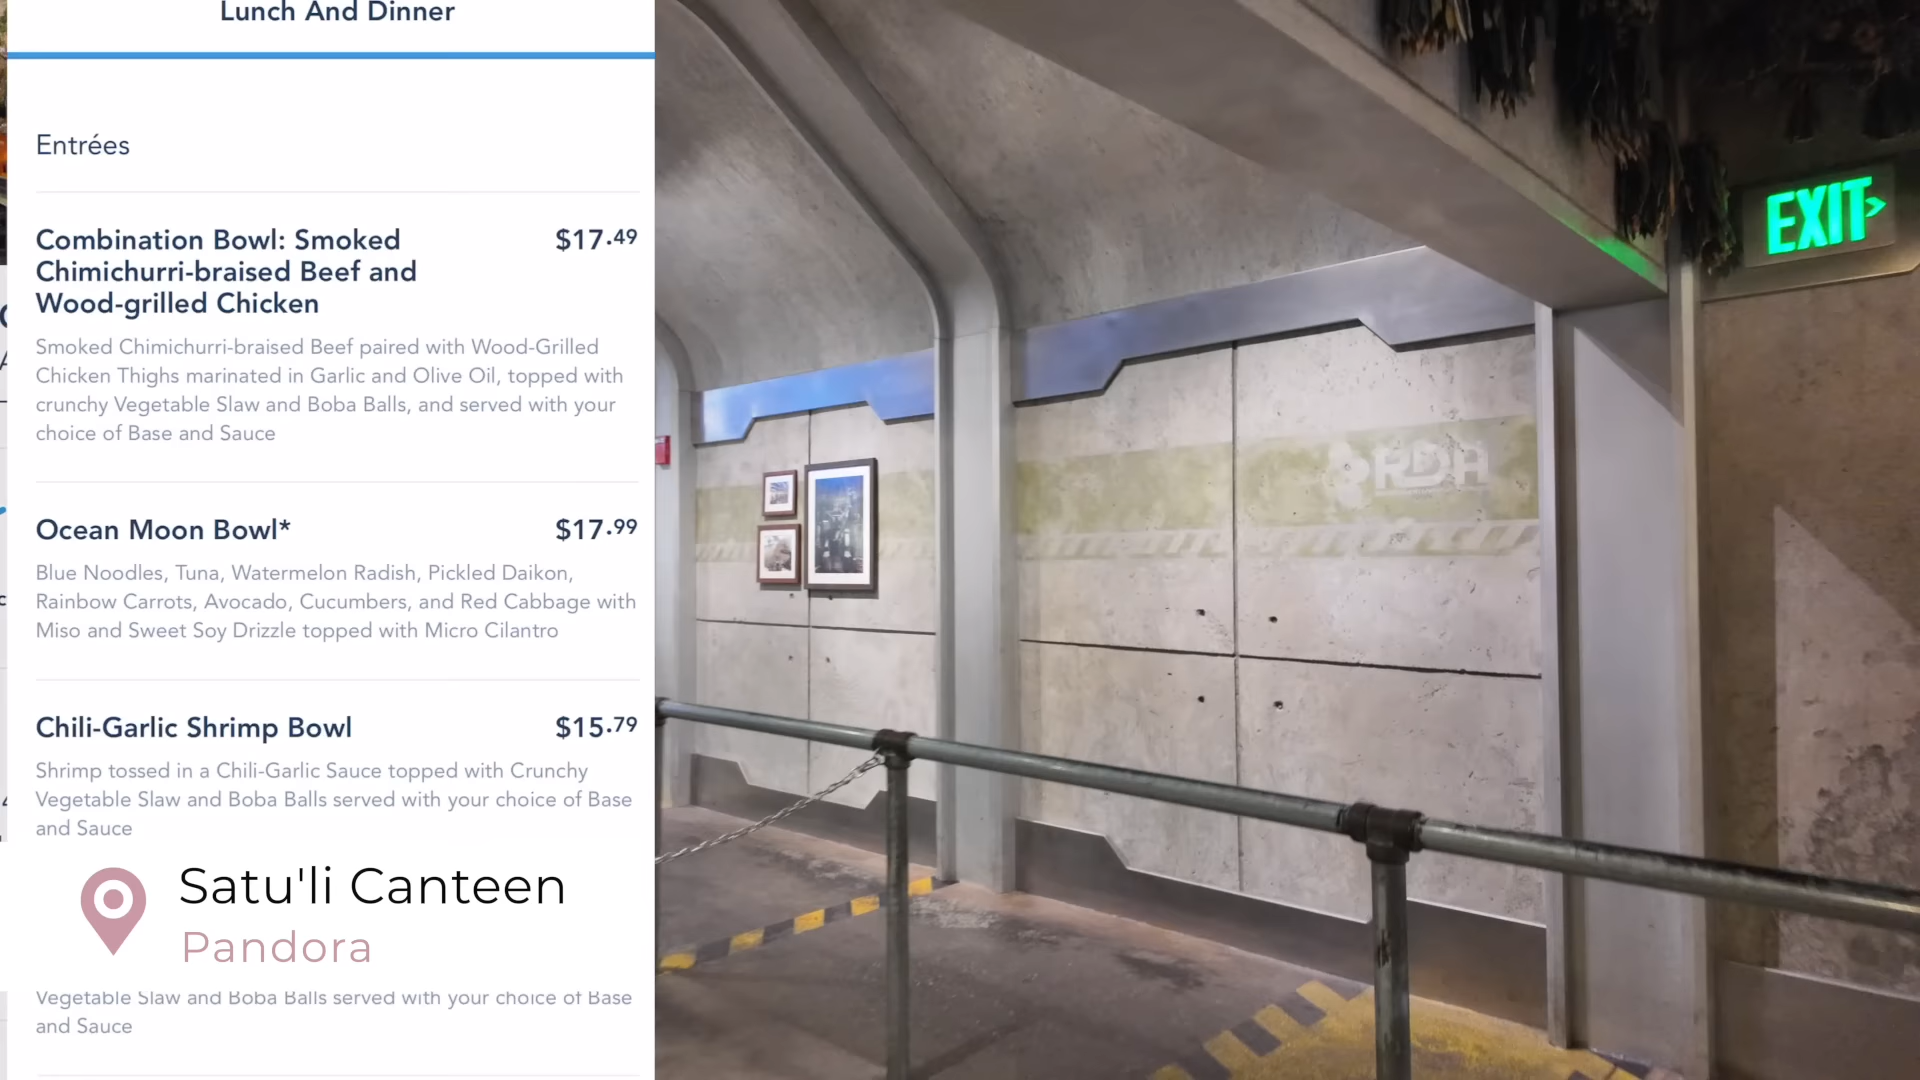 Lunch And Dinner
Entrées
Combination Bowl: Smoked
Chimichurri-braised Beef and
Wood-grilled Chicken
$17.49
Smoked Chimichurri-braised Beef paired with Wood-Grilled
Chicken Thighs marinated in Garlic and Olive Oil, topped with
crunchy Vegetable Slaw and Boba Balls, and served with your
choice of Base and Sauce
Ocean Moon Bowl*
$17.99
Blue Noodles, Tuna, Watermelon Radish, Pickled Daikon,
Rainbow Carrots, Avocado, Cucumbers, and Red Cabbage with
Miso and Sweet Soy Drizzle topped with Micro Cilantro
Chili-Garlic Shrimp Bowl
$15.79
Shrimp tossed in a Chili-Garlic Sauce topped with Crunchy
Vegetable Slaw and Boba Balls served with your choice of Base
and Sauce
Satu'li Canteen
Pandora
Vegetable Slaw and Boba Balls served with your choice of Base
and Sauce
RDA
EXIT